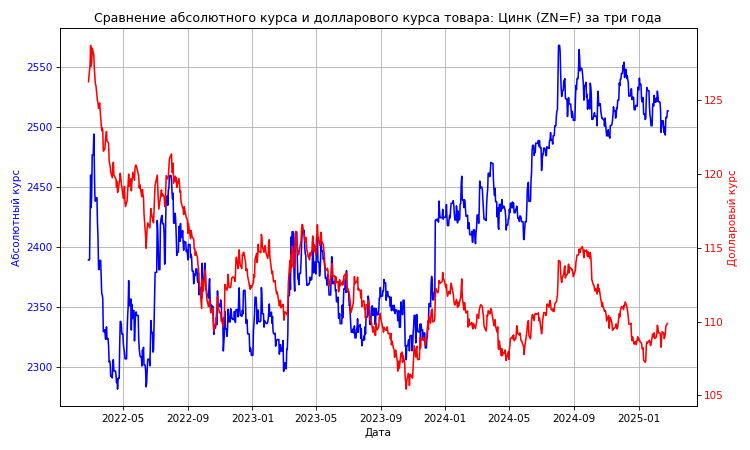 Сравнение абсолютного курса и долларового курса товара: Цинк (ZN=F) за три года
Абсолютный курс
2550
2500
2450
2400
2350
2300
125
120
115
110
105
Долларовый курс
2022-05 2022-09 2023-01 2023-05 2023-09 2024-01 2024-05 2024-09 2025-01
Дата